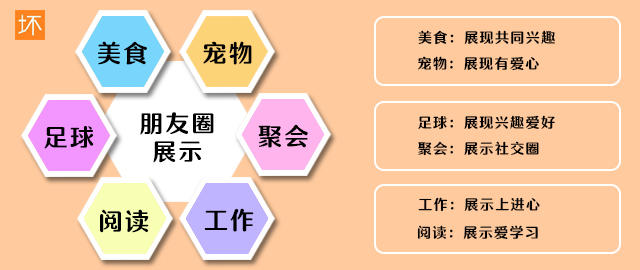 坏
美食
宠物
足球
朋友圈
展示
聚会
阅读
工作
美食：展现共同兴趣
宠物：展现有爱心
足球：展现兴趣爱好
聚会：展示社交圈
工作：展示上进心
阅读：展示爱学习